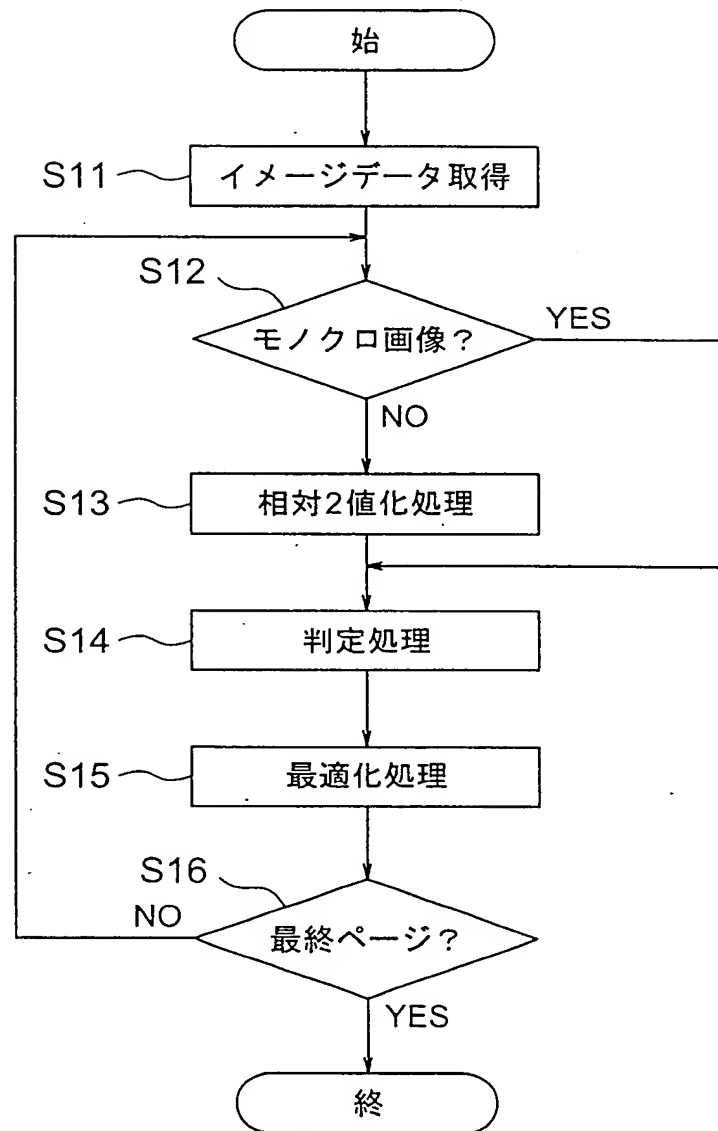 始
S11
イメージデータ取得
S12
モノクロ画像?
YES
NO
S13
相対2値化処理
S14
判定処理
S15
最適化処理
S16
NO
最終ページ?
YES
終